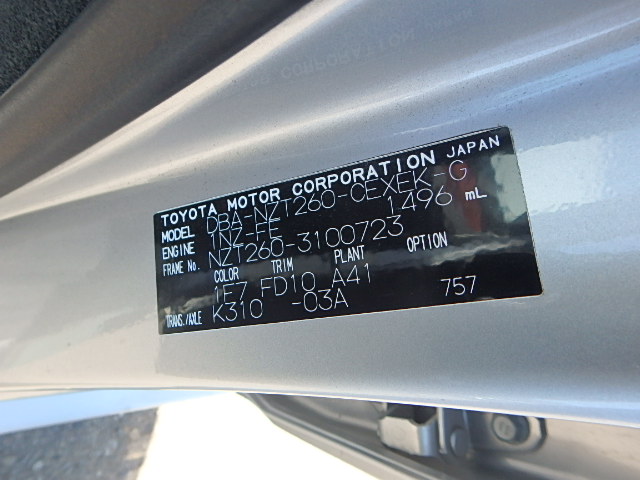 TOYOTA MOTOR CORPORATION JAPAN
MODEL DBA-NZT260-CEXEK-G
ENGINE 1NZ-FE 1496 mL
FRAME No. NZT260-3100723
COLOR TRIM PLANT OPTION
1F7 FD10 A41
TRANS./AXLE K310 -03A 757